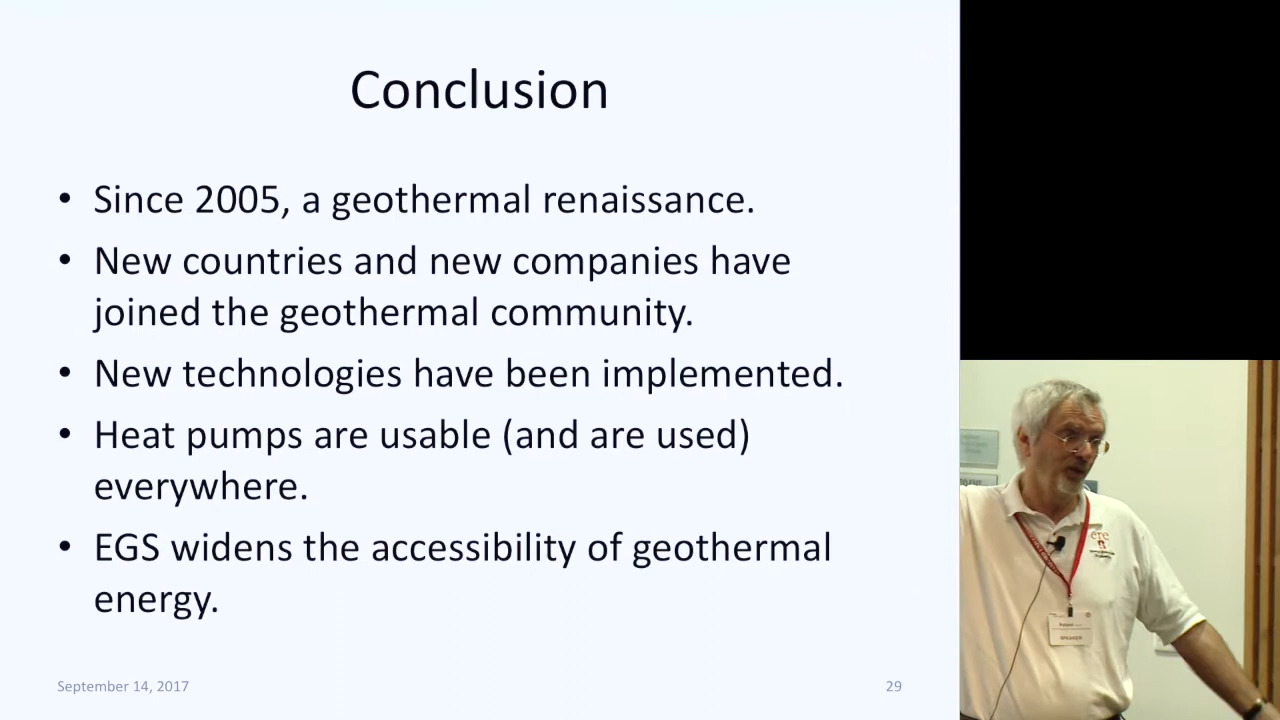 Conclusion
• Since 2005, a geothermal renaissance.
• New countries and new companies have
joined the geothermal community.
• New technologies have been implemented.
• Heat pumps are usable (and are used)
everywhere.
• EGS widens the accessibility of geothermal
energy.
September 14, 2017
29
ere
SPEAKER